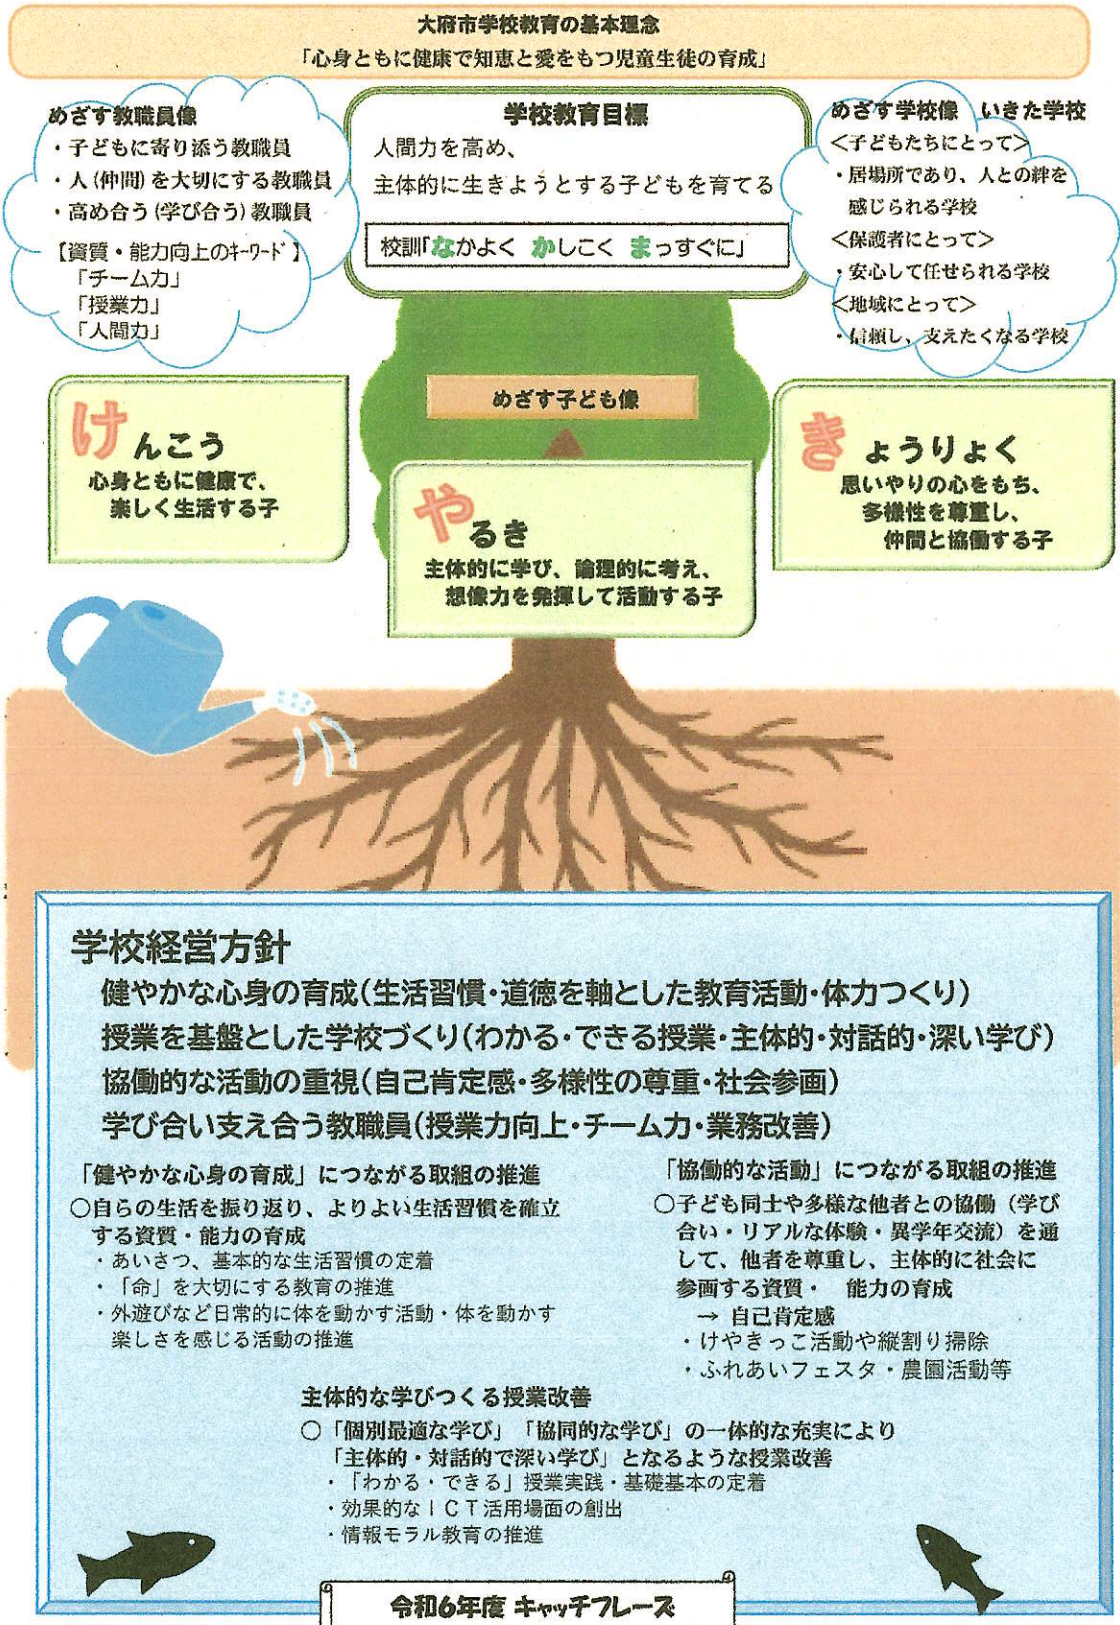 大府市学校教育の基本理念
「心身ともに健康で知恵と愛をもつ児童生徒の育成」
めざす教職員像
・子どもに寄り添う教職員
・人(仲間)を大切にする教職員
・高め合う(学び合う)教職員
【資質・能力向上のキーワード】
「チーム力」
「授業力」
「人間力」
学校教育目標
人間力を高め、
主体的に生きようとする子どもを育てる
校訓「なかよく かしこく まっすぐに」
めざす学校像 いきた学校
<子どもたちにとって>
・居場所であり、人との絆を
感じられる学校
<保護者にとって>
・安心して任せられる学校
<地域にとって>
・信頼し、支えたくなる学校
めざす子ども像
けんこう
心身ともに健康で、
楽しく生活する子
やるき
主体的に学び、論理的に考え、
想像力を発揮して活動する子
きょうりょく
思いやりの心をもち、
多様性を尊重し、
仲間と協働する子
学校経営方針
健やかな心身の育成(生活習慣・道徳を軸とした教育活動・体力つくり)
授業を基盤とした学校づくり(わかる・できる授業・主体的・対話的・深い学び)
協働的な活動の重視(自己肯定感・多様性の尊重・社会参画)
学び合い支え合う教職員(授業力向上・チーム力・業務改善)
「健やかな心身の育成」につながる取組の推進
○自らの生活を振り返り、よりよい生活習慣を確立
する資質・能力の育成
・あいさつ、基本的な生活習慣の定着
・「命」を大切にする教育の推進
・外遊びなど日常的に体を動かす活動・体を動かす
楽しさを感じる活動の推進
「協働的な活動」につながる取組の推進
○子ども同士や多様な他者との協働（学び
合い・リアルな体験・異学年交流）を通
して、他者を尊重し、主体的に社会に
参画する資質・ 能力の育成
→ 自己肯定感
・けやきっこ活動や縦割り掃除
・ふれあいフェスタ・農園活動等
主体的な学びつくる授業改善
○「個別最適な学び」「協同的な学び」の一体的な充実により
「主体的・対話的で深い学び」となるような授業改善
・「わかる・できる」授業実践・基礎基本の定着
・効果的なＩＣＴ活用場面の創出
・情報モラル教育の推進
令和6年度 キャッチフレーズ